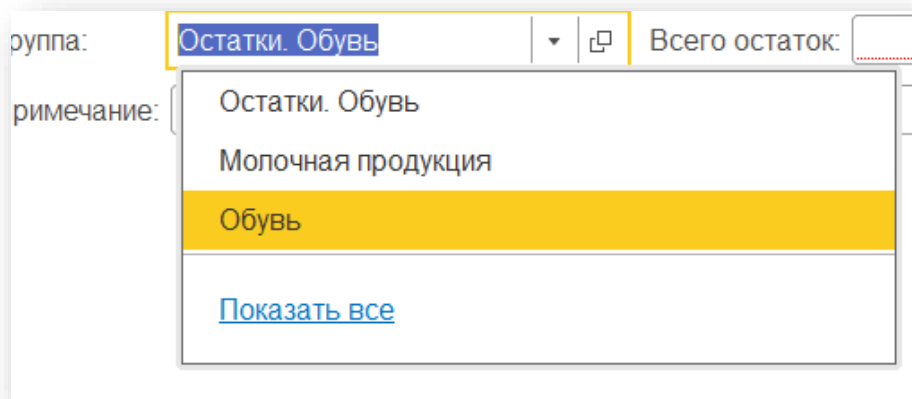 руппа: Остатки. Обувь Всего остаток:
римечание:
Остатки. Обувь
Молочная продукция
Обувь
Показать все